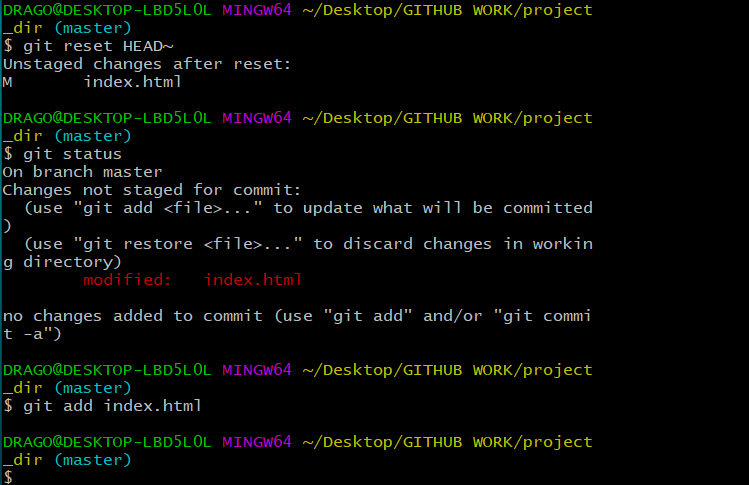 DRAGO@DESKTOP-LBD5L0L MINGW64 ~/Desktop/GITHUB WORK/project
_dir (master)
$ git reset HEAD~
Unstaged changes after reset:
M       index.html

DRAGO@DESKTOP-LBD5L0L MINGW64 ~/Desktop/GITHUB WORK/project
_dir (master)
$ git status
On branch master
Changes not staged for commit:
  (use "git add <file>..." to update what will be committed
)
  (use "git restore <file>..." to discard changes in workin
g directory)
        modified:   index.html

no changes added to commit (use "git add" and/or "git commi
t -a")

DRAGO@DESKTOP-LBD5L0L MINGW64 ~/Desktop/GITHUB WORK/project
_dir (master)
$ git add index.html

DRAGO@DESKTOP-LBD5L0L MINGW64 ~/Desktop/GITHUB WORK/project
_dir (master)
$